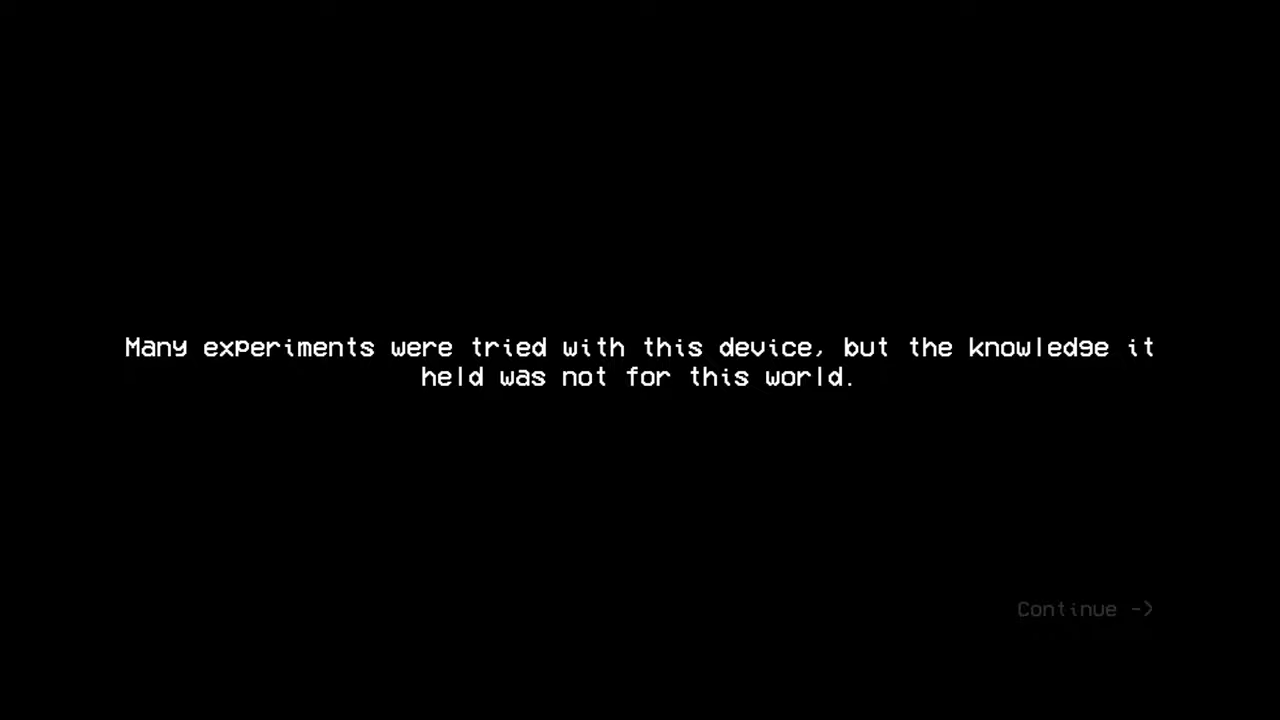 Many experiments were tried with this device, but the knowledge it
held was not for this world.
Continue ->